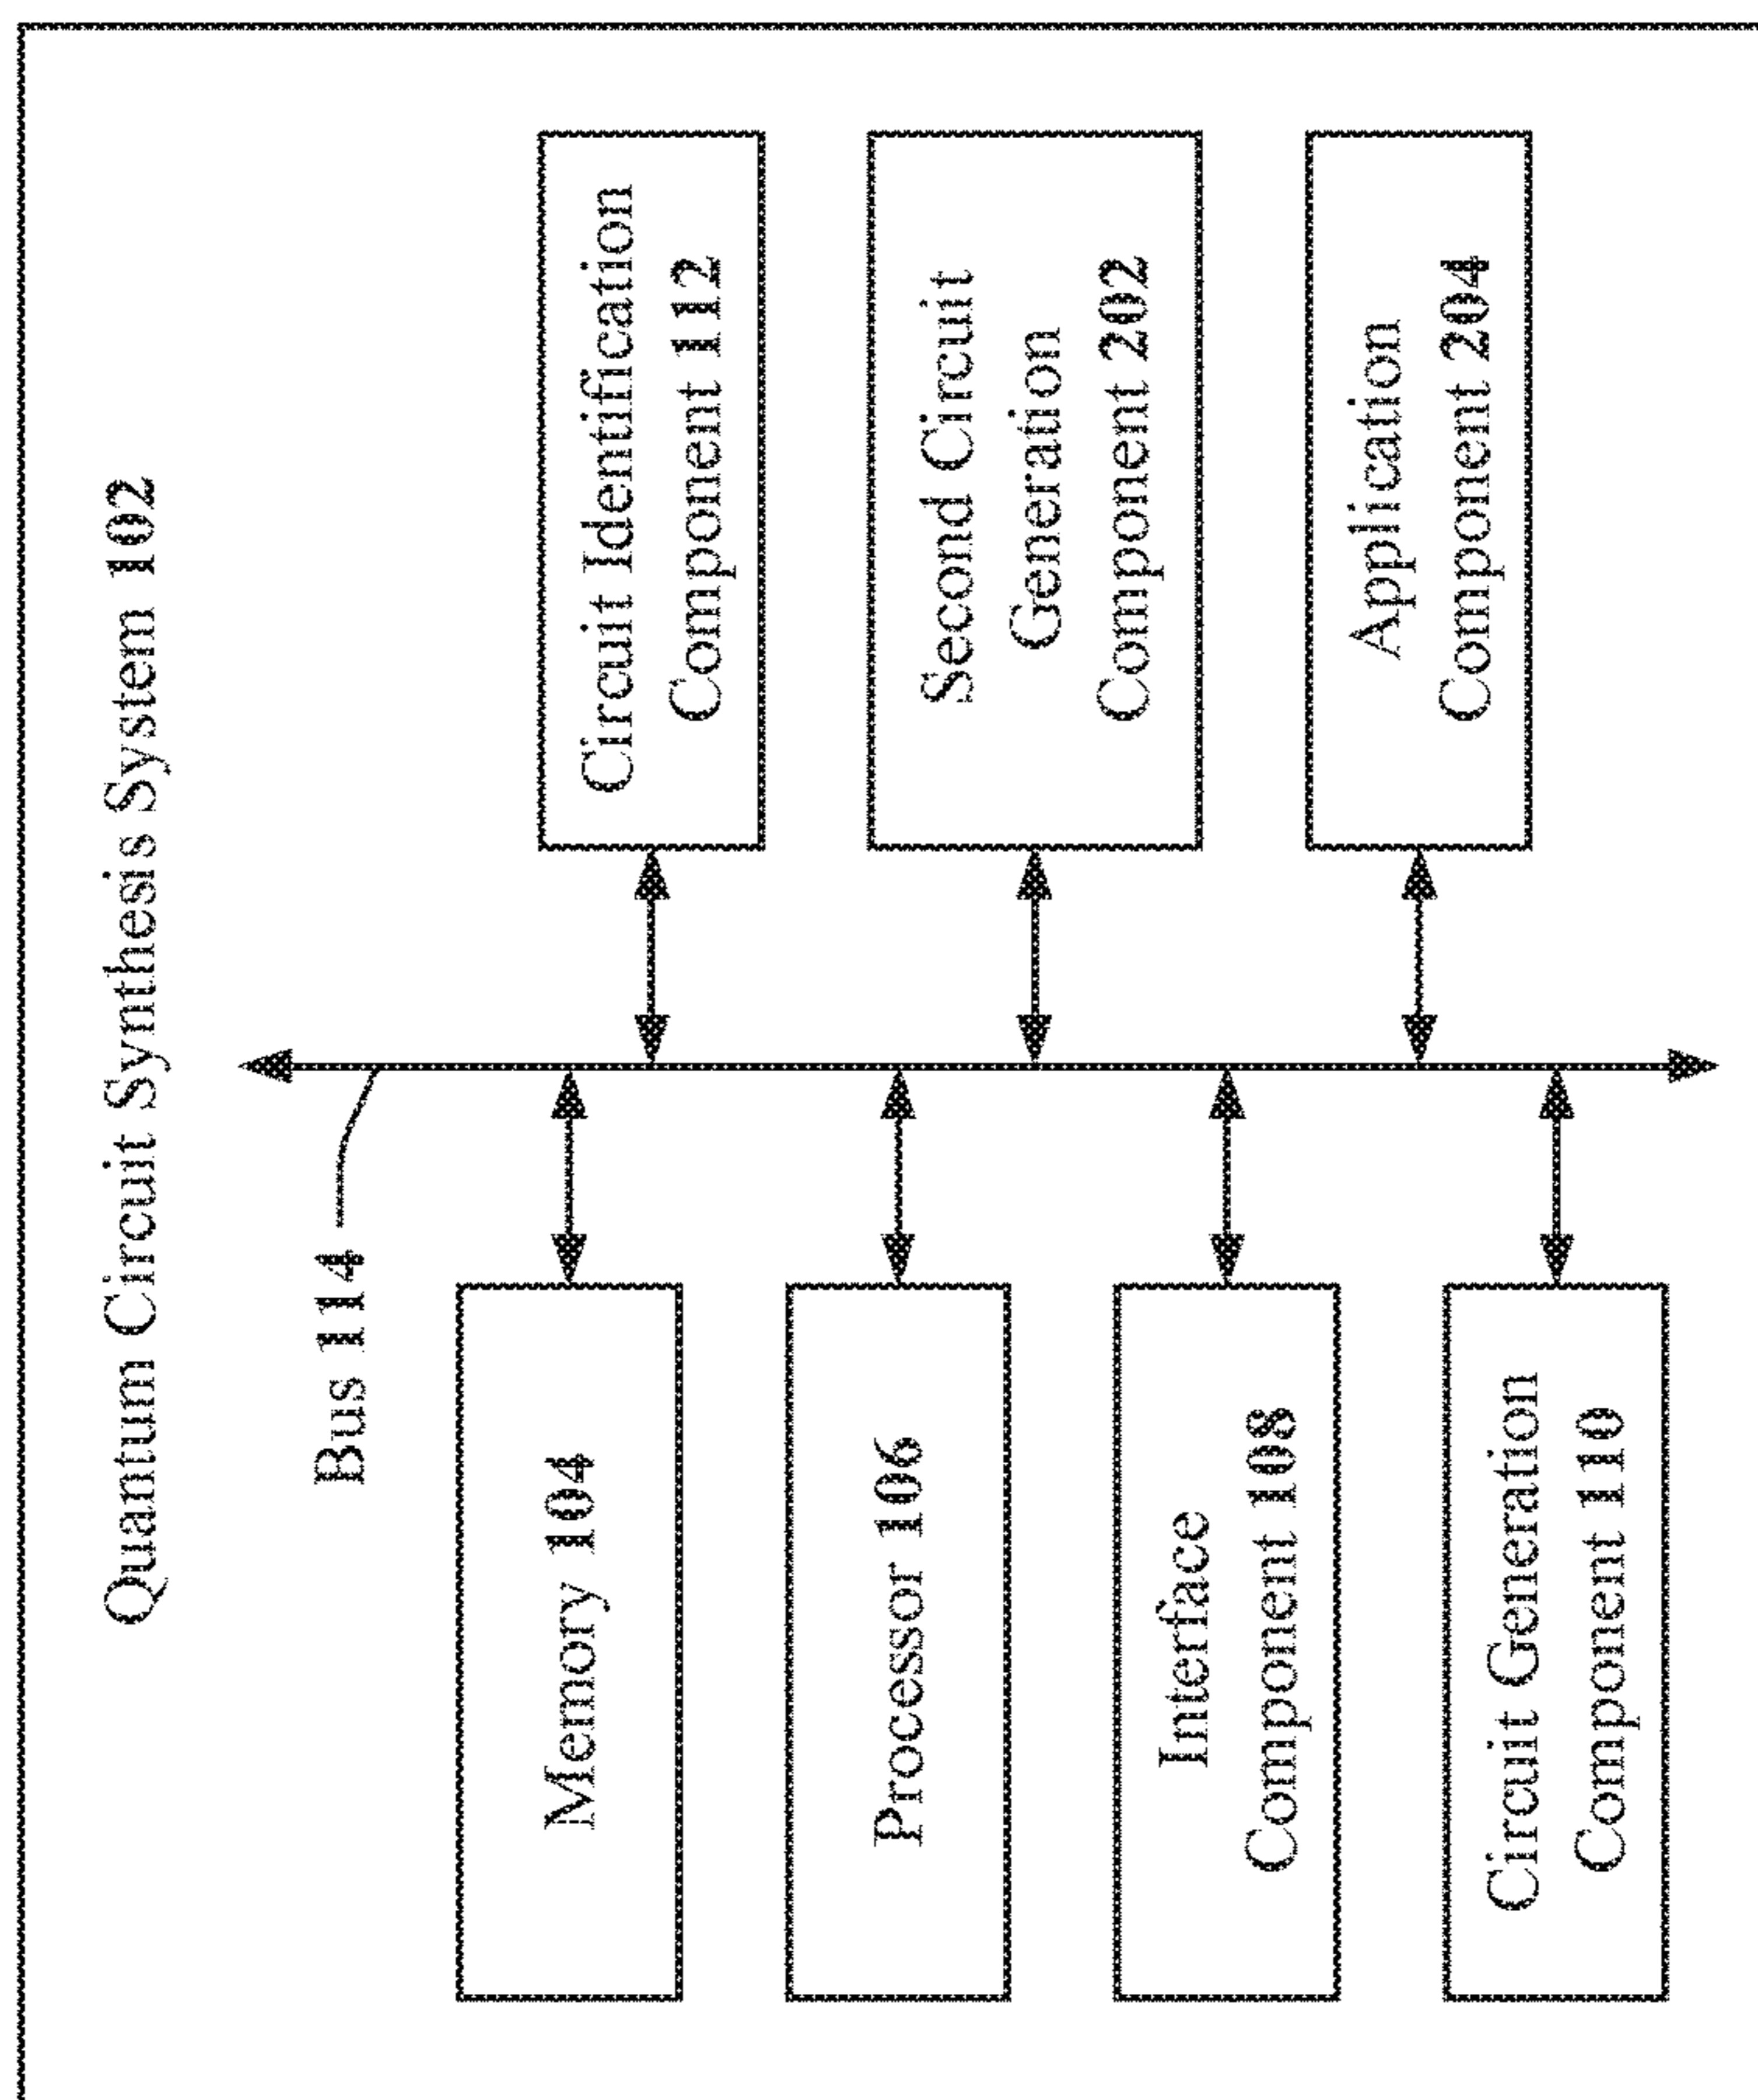 Quantum Circuit Synthesis System 102
Bus 114
Memory 104
Processor 106
Interface
Component 108
Circuit Generation
Component 110
Circuit Identification
Component 112
Second Circuit
Generation
Component 202
Application
Component 204